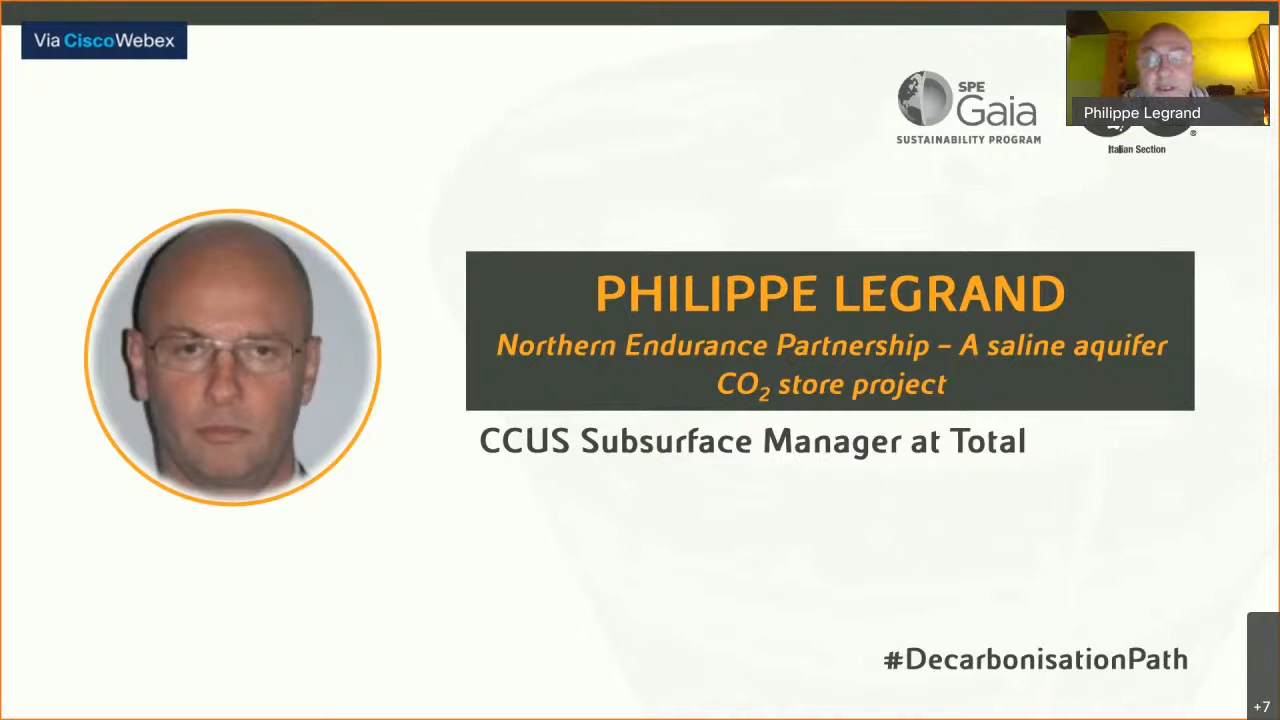 Via CiscoWebex
SPE
Gaia
SUSTAINABILITY PROGRAM
Philippe Legrand
®
Italian Section
PHILIPPE LEGRAND
Northern Endurance Partnership – A saline aquifer
CO₂ store project
CCUS Subsurface Manager at Total
#DecarbonisationPath
+7